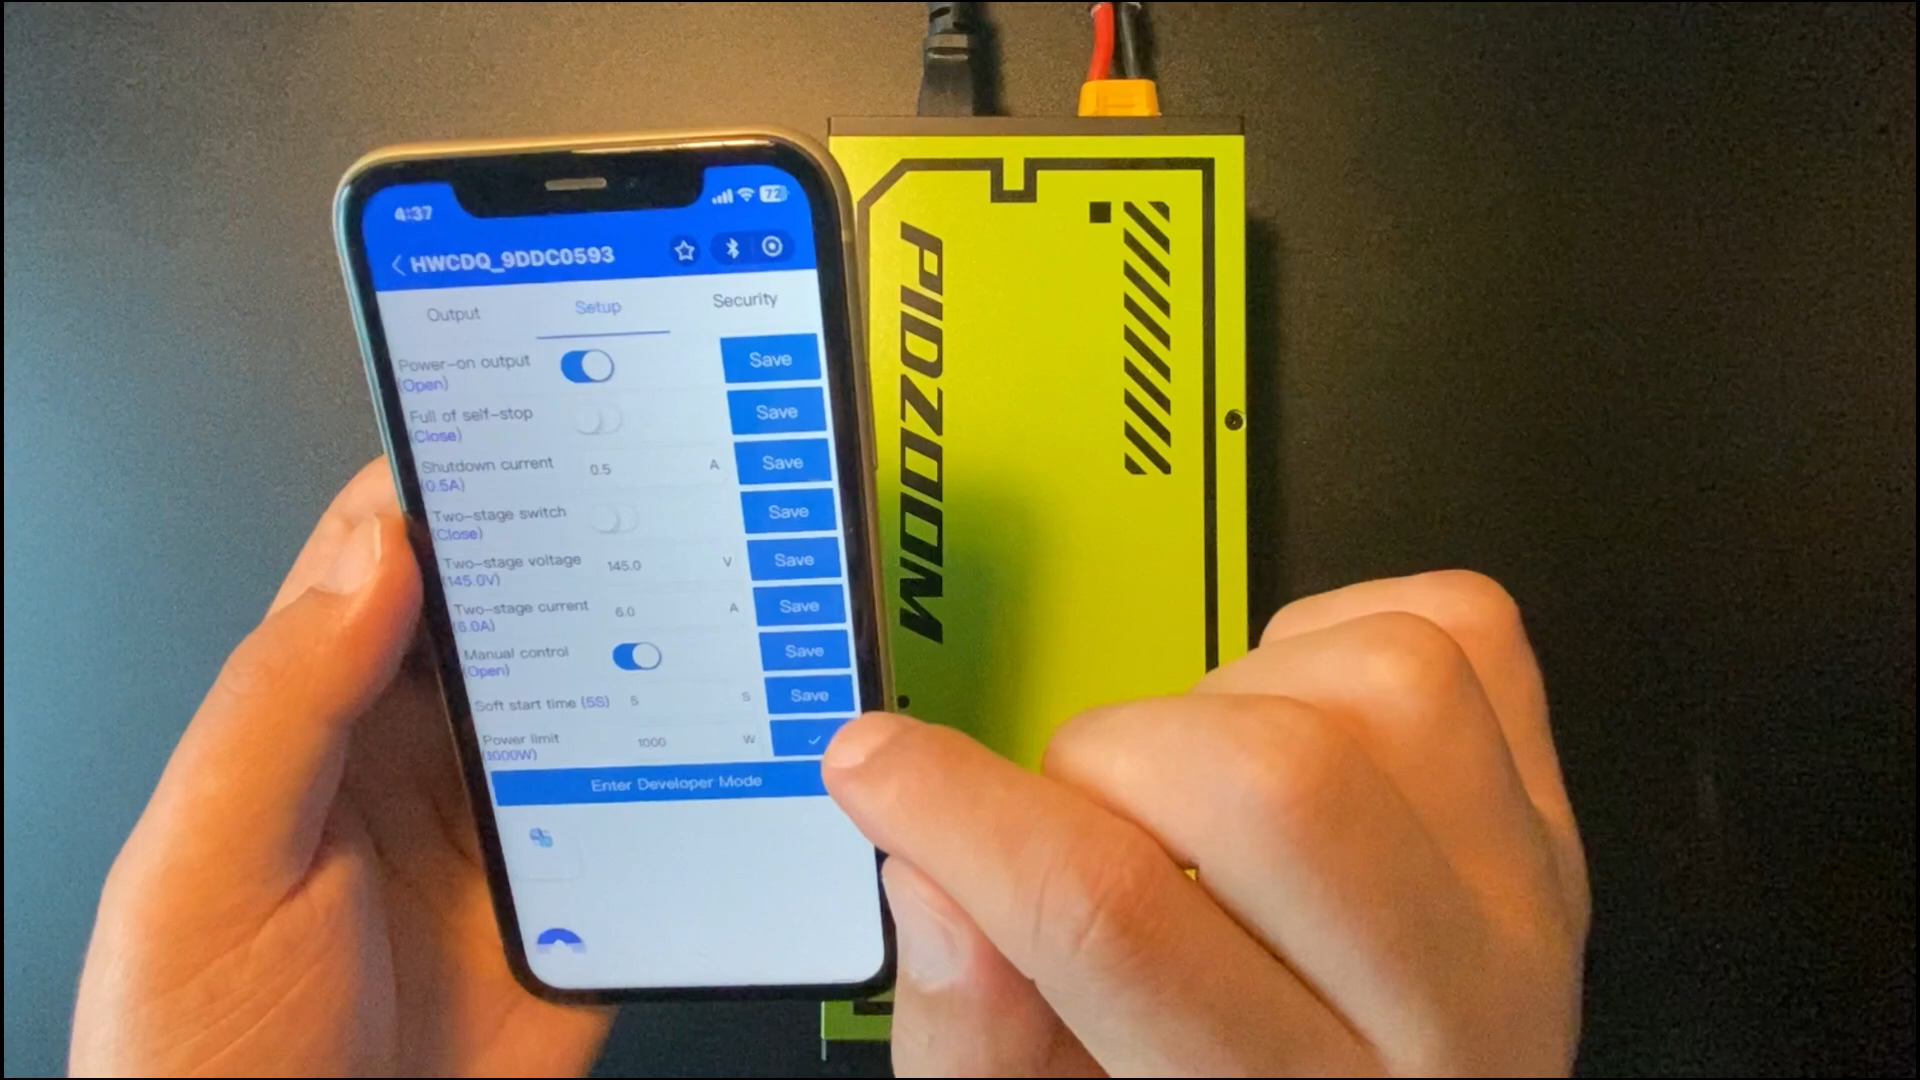 4:37
72
HWCDQ_9DDC0593
Output Setup Security
Power-on output
(Open)
Save
Full of self-stop
(Close)
Save
Shutdown current
(0.5A)
0.5 A Save
Two-stage switch
(Close)
Save
Two-stage voltage
(145.0V)
145.0 V Save
Two-stage current
(6.0A)
6.0 A Save
Manual control
(Open)
Save
Soft start time (5S) 5 S Save
Power limit
(1000W)
1000 W
Enter Developer Mode
PIDZOOM